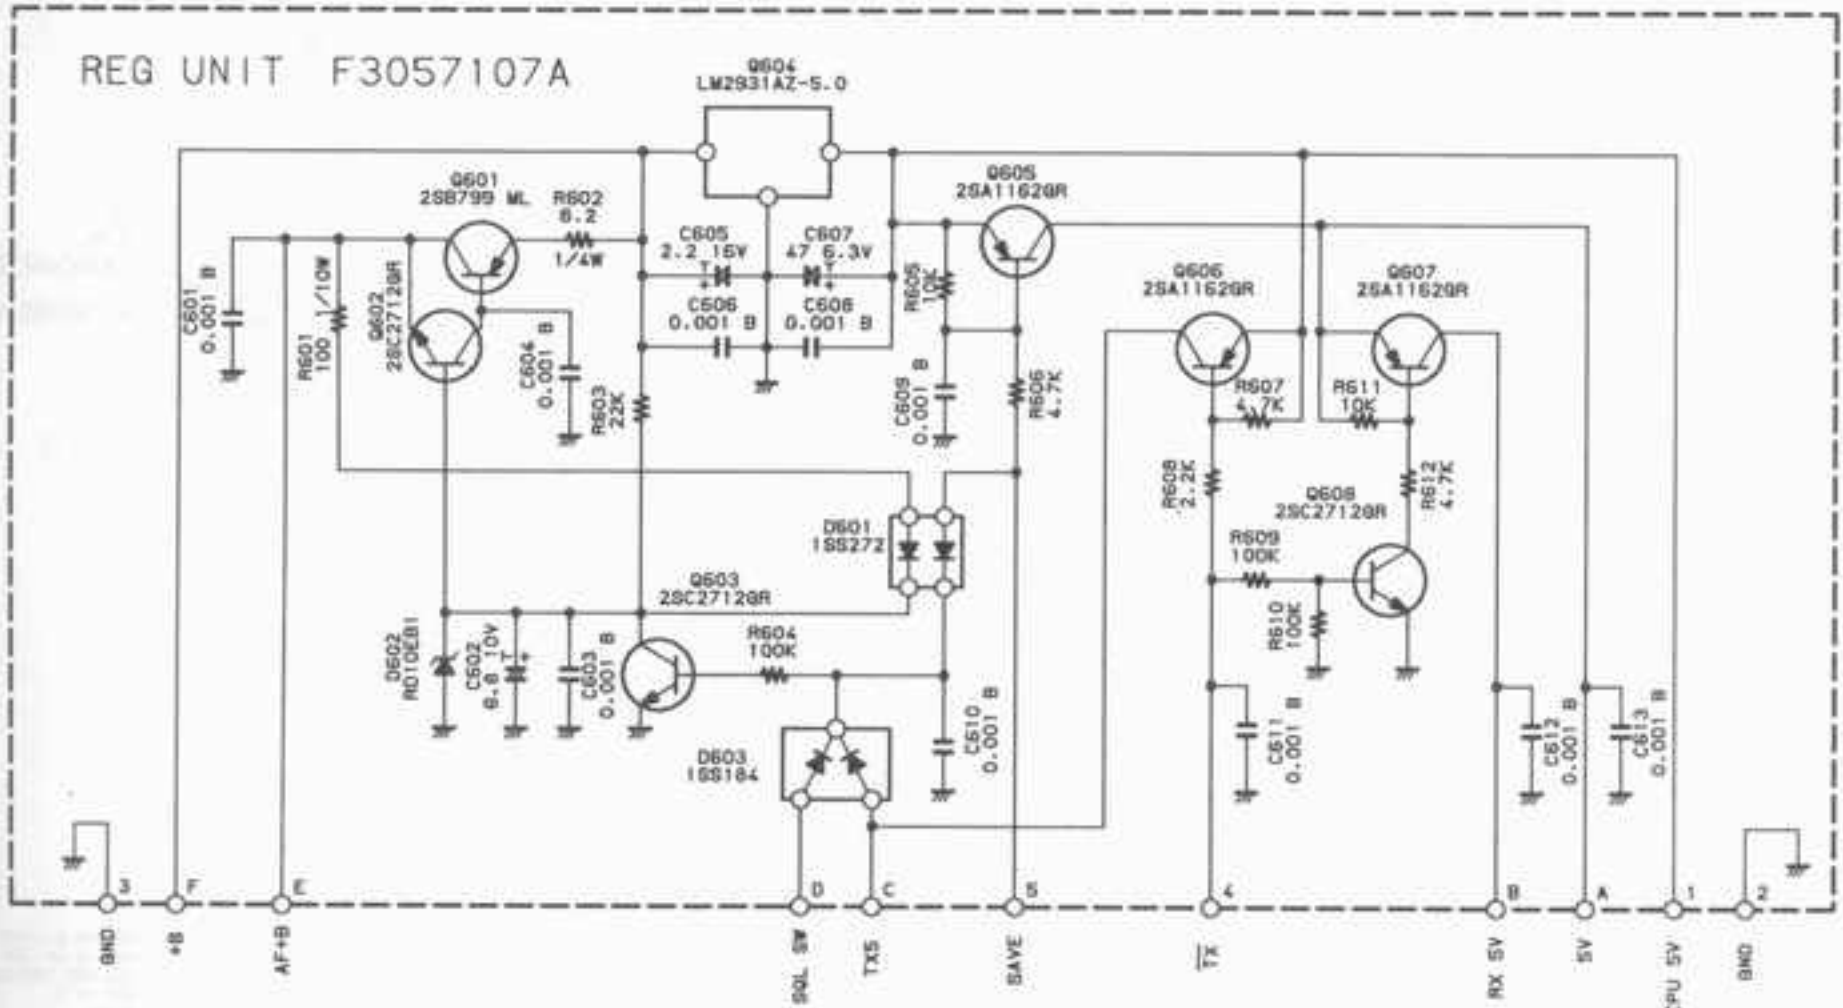 REG UNIT F3057107A
Q604
LM2931AZ-5.0
Q601
2SB799 ML
R602
8.2
1/4W
C605
2.2 16V
C607
47 6.3V
C606
0.001 B
C608
0.001 B
Q605
2SA1162GR
R605
10K
Q606
2SA1162GR
Q607
2SA1162GR
C601
0.001 B
R601
100 1/10W
Q602
2SC2712GR
C604
0.001 B
R603
22K
C609
0.001 B
R606
4.7K
R607
4.7K
R611
10K
R608
2.2K
R612
4.7K
Q608
2SC2712GR
D601
1SS272
R609
100K
R610
100K
Q603
2SC2712GR
R604
100K
D602
RD10EB1
C602
6.8 10V
C603
0.001 B
D603
1SS184
C610
0.001 B
C611
0.001 B
C612
0.001 B
C613
0.001 B
3
F
E
D
C
5
4
B
A
1
2
GND
+B
AF+B
SQL SW
TX5
SAVE
TX
RX 5V
5V
CPU 5V
GND